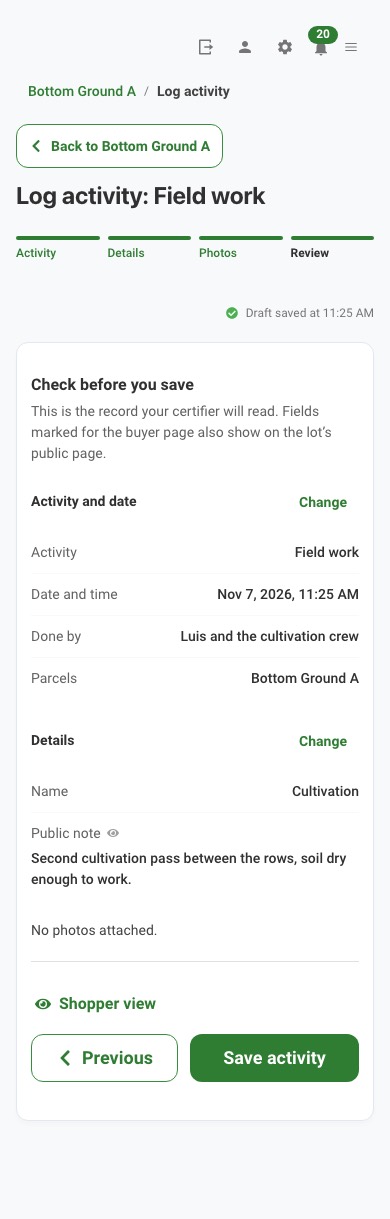 20
Bottom Ground A / Log activity
Back to Bottom Ground A
Log activity: Field work
Activity Details Photos Review
Draft saved at 11:25 AM
Check before you save
This is the record your certifier will read. Fields
marked for the buyer page also show on the lot's
public page.
Activity and date Change
Activity Field work
Date and time Nov 7, 2026, 11:25 AM
Done by Luis and the cultivation crew
Parcels Bottom Ground A
Details Change
Name Cultivation
Public note
Second cultivation pass between the rows, soil dry
enough to work.
No photos attached.
Shopper view
Previous Save activity